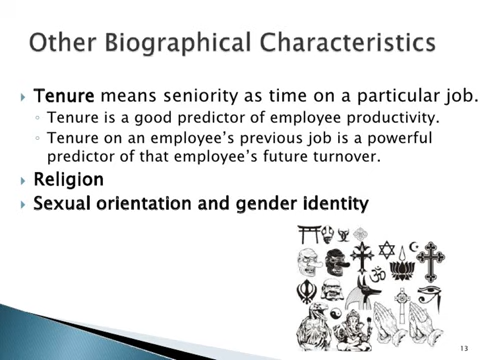 Other Biographical Characteristics
Tenure means seniority as time on a particular job.
Tenure is a good predictor of employee productivity.
Tenure on an employee's previous job is a powerful
predictor of that employee's future turnover.
Religion
Sexual orientation and gender identity
ॐ
13